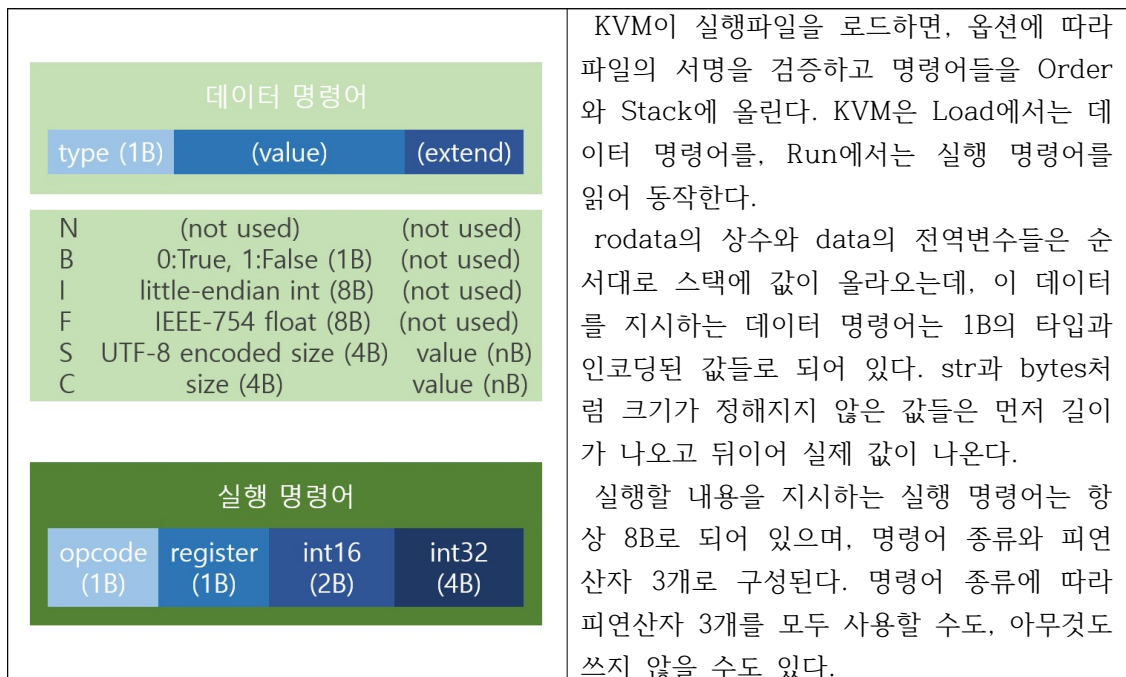 데이터 명령어
type (1B) (value) (extend)
N (not used) (not used)
B 0:True, 1:False (1B) (not used)
I little-endian int (8B) (not used)
F IEEE-754 float (8B) (not used)
S UTF-8 encoded size (4B) value (nB)
C size (4B) value (nB)
실행 명령어
opcode register int16 int32
(1B) (1B) (2B) (4B)
KVM이 실행파일을 로드하면, 옵션에 따라
파일의 서명을 검증하고 명령어들을 Order
와 Stack에 올린다. KVM은 Load에서는 데
이터 명령어를, Run에서는 실행 명령어를
읽어 동작한다.
rodata의 상수와 data의 전역변수들은 순
서대로 스택에 값이 올라오는데, 이 데이터
를 지시하는 데이터 명령어는 1B의 타입과
인코딩된 값들로 되어 있다. str과 bytes처
럼 크기가 정해지지 않은 값들은 먼저 길이
가 나오고 뒤이어 실제 값이 나온다.
실행할 내용을 지시하는 실행 명령어는 항
상 8B로 되어 있으며, 명령어 종류와 피연
산자 3개로 구성된다. 명령어 종류에 따라
피연산자 3개를 모두 사용할 수도, 아무것도
쓰지 않을 수도 있다.